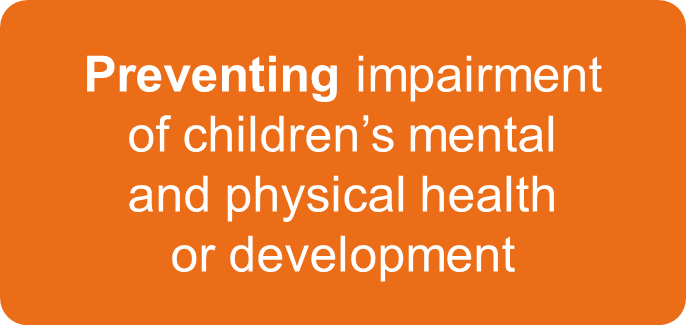 Preventing impairment
of children’s mental
and physical health
or development